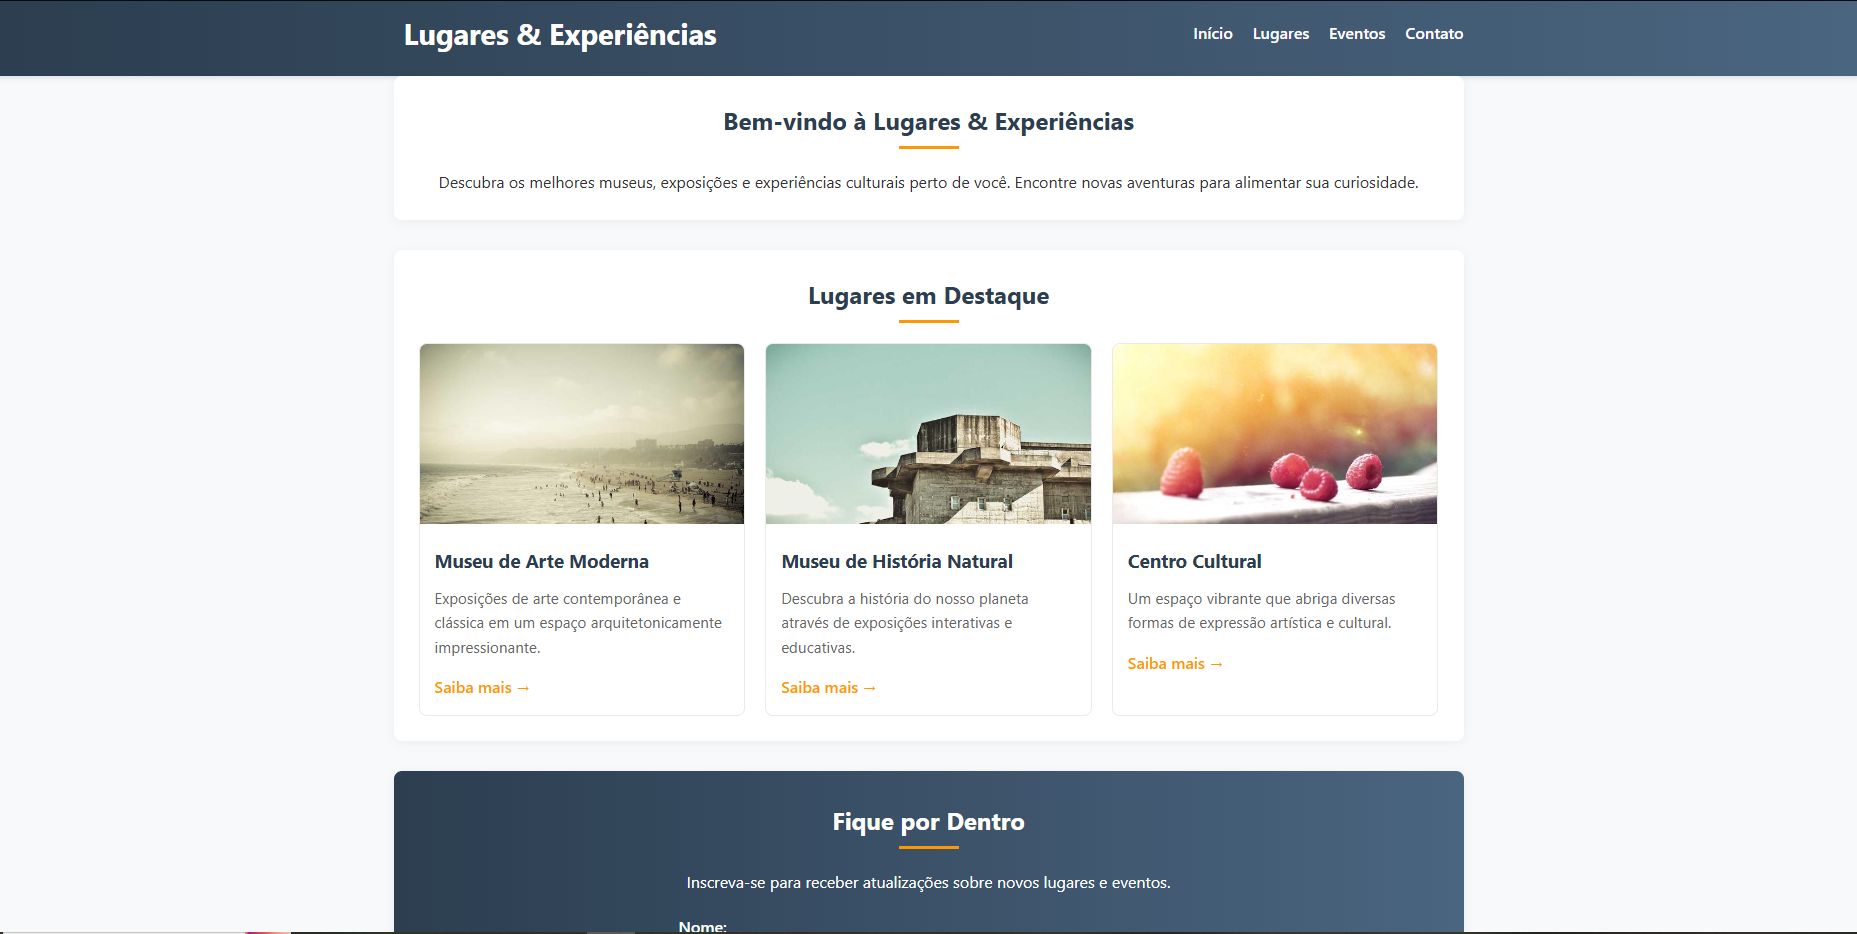 Lugares & Experiências
Início Lugares Eventos Contato
Bem-vindo à Lugares & Experiências
Descubra os melhores museus, exposições e experiências culturais perto de você. Encontre novas aventuras para alimentar sua curiosidade.
Lugares em Destaque
Museu de Arte Moderna
Exposições de arte contemporânea e
clássica em um espaço arquitetonicamente
impressionante.
Saiba mais →
Museu de História Natural
Descubra a história do nosso planeta
através de exposições interativas e
educativas.
Saiba mais →
Centro Cultural
Um espaço vibrante que abriga diversas
formas de expressão artística e cultural.
Saiba mais →
Fique por Dentro
Inscreva-se para receber atualizações sobre novos lugares e eventos.
Nome: